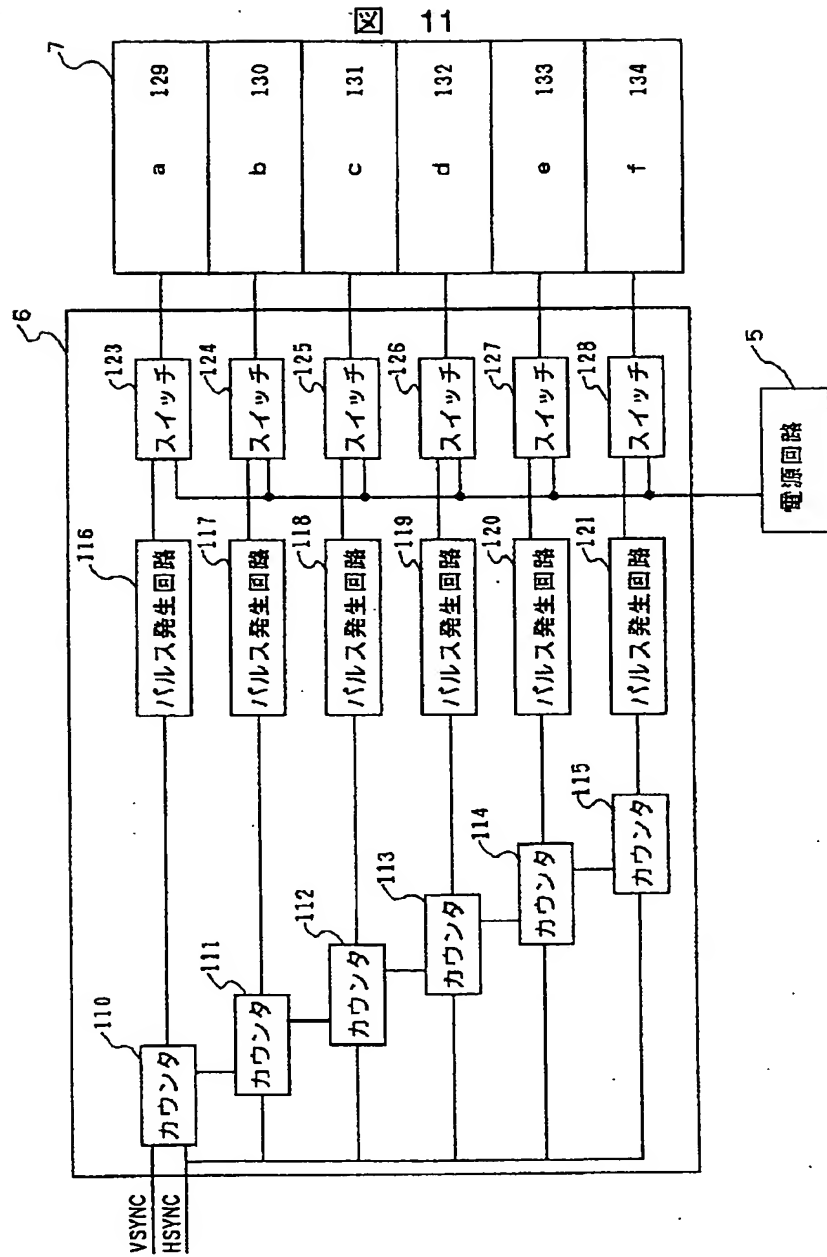 図 11
7
a 129
b 130
c 131
d 132
e 133
f 134
6
123
スイッチ
124
スイッチ
125
スイッチ
126
スイッチ
127
スイッチ
128
スイッチ
5
電源回路
116
パルス発生回路
117
パルス発生回路
118
パルス発生回路
119
パルス発生回路
120
パルス発生回路
121
パルス発生回路
110
カウンタ
111
カウンタ
112
カウンタ
113
カウンタ
114
カウンタ
115
カウンタ
VSYNC
HSYNC